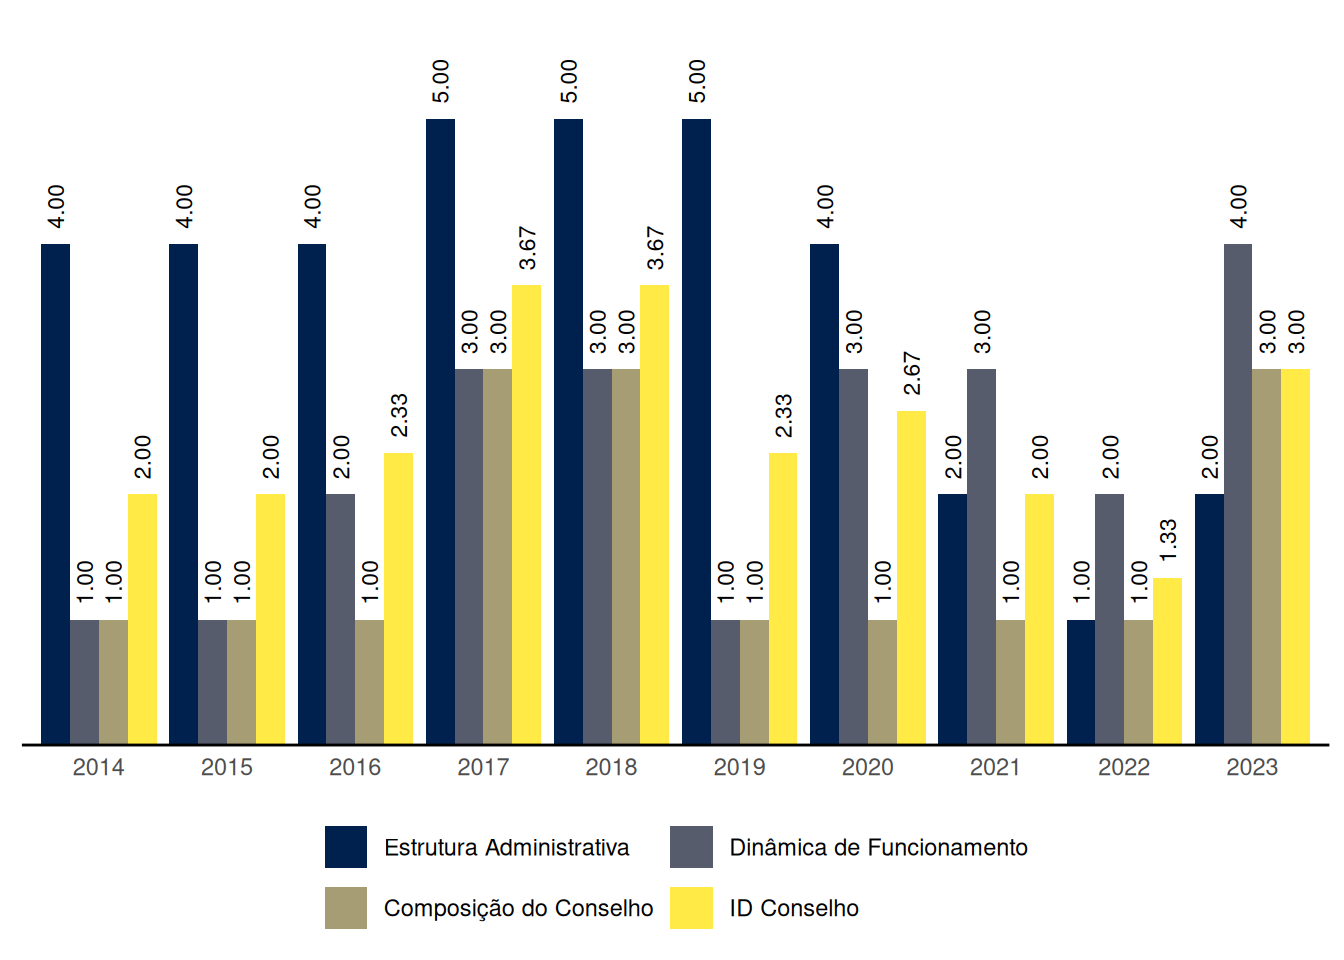 5.00 5.00 5.00
4.00 4.00 4.00 4.00 4.00
3.67 3.67
3.00 3.00 3.00 3.00 3.00 3.00 3.00 3.00
2.67
2.33 2.33
2.00 2.00 2.00 2.00 2.00 2.00 2.00
1.33
1.00 1.00 1.00 1.00 1.00 1.00 1.00 1.00 1.00 1.00 1.00
2014 2015 2016 2017 2018 2019 2020 2021 2022 2023
Estrutura Administrativa Dinâmica de Funcionamento
Composição do Conselho ID Conselho